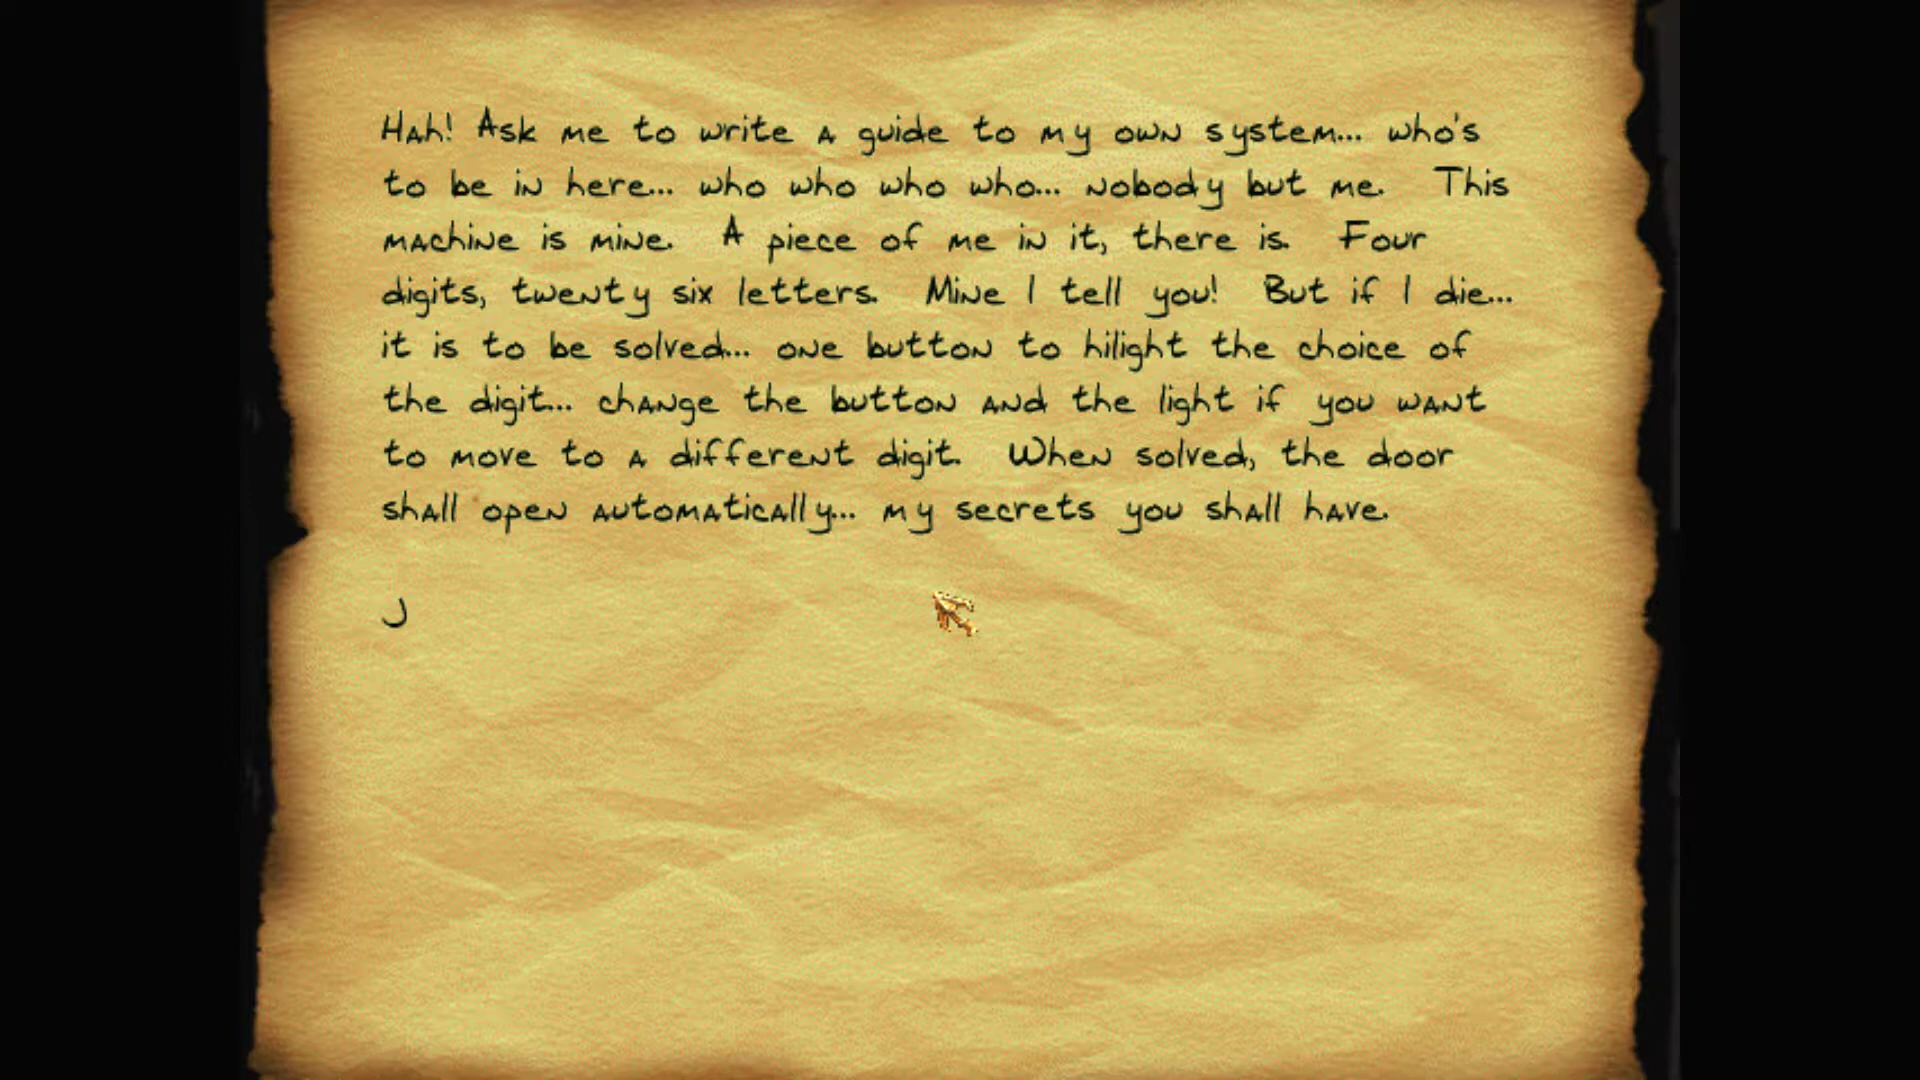 Hah! Ask me to write a guide to my own system... who's
to be in here... who who who who... nobody but me. This
machine is mine. A piece of me in it, there is. Four
digits, twenty six letters. Mine I tell you! But if I die...
it is to be solved... one button to hilight the choice of
the digit... change the button and the light if you want
to move to a different digit. When solved, the door
shall open automatically... my secrets you shall have.
J